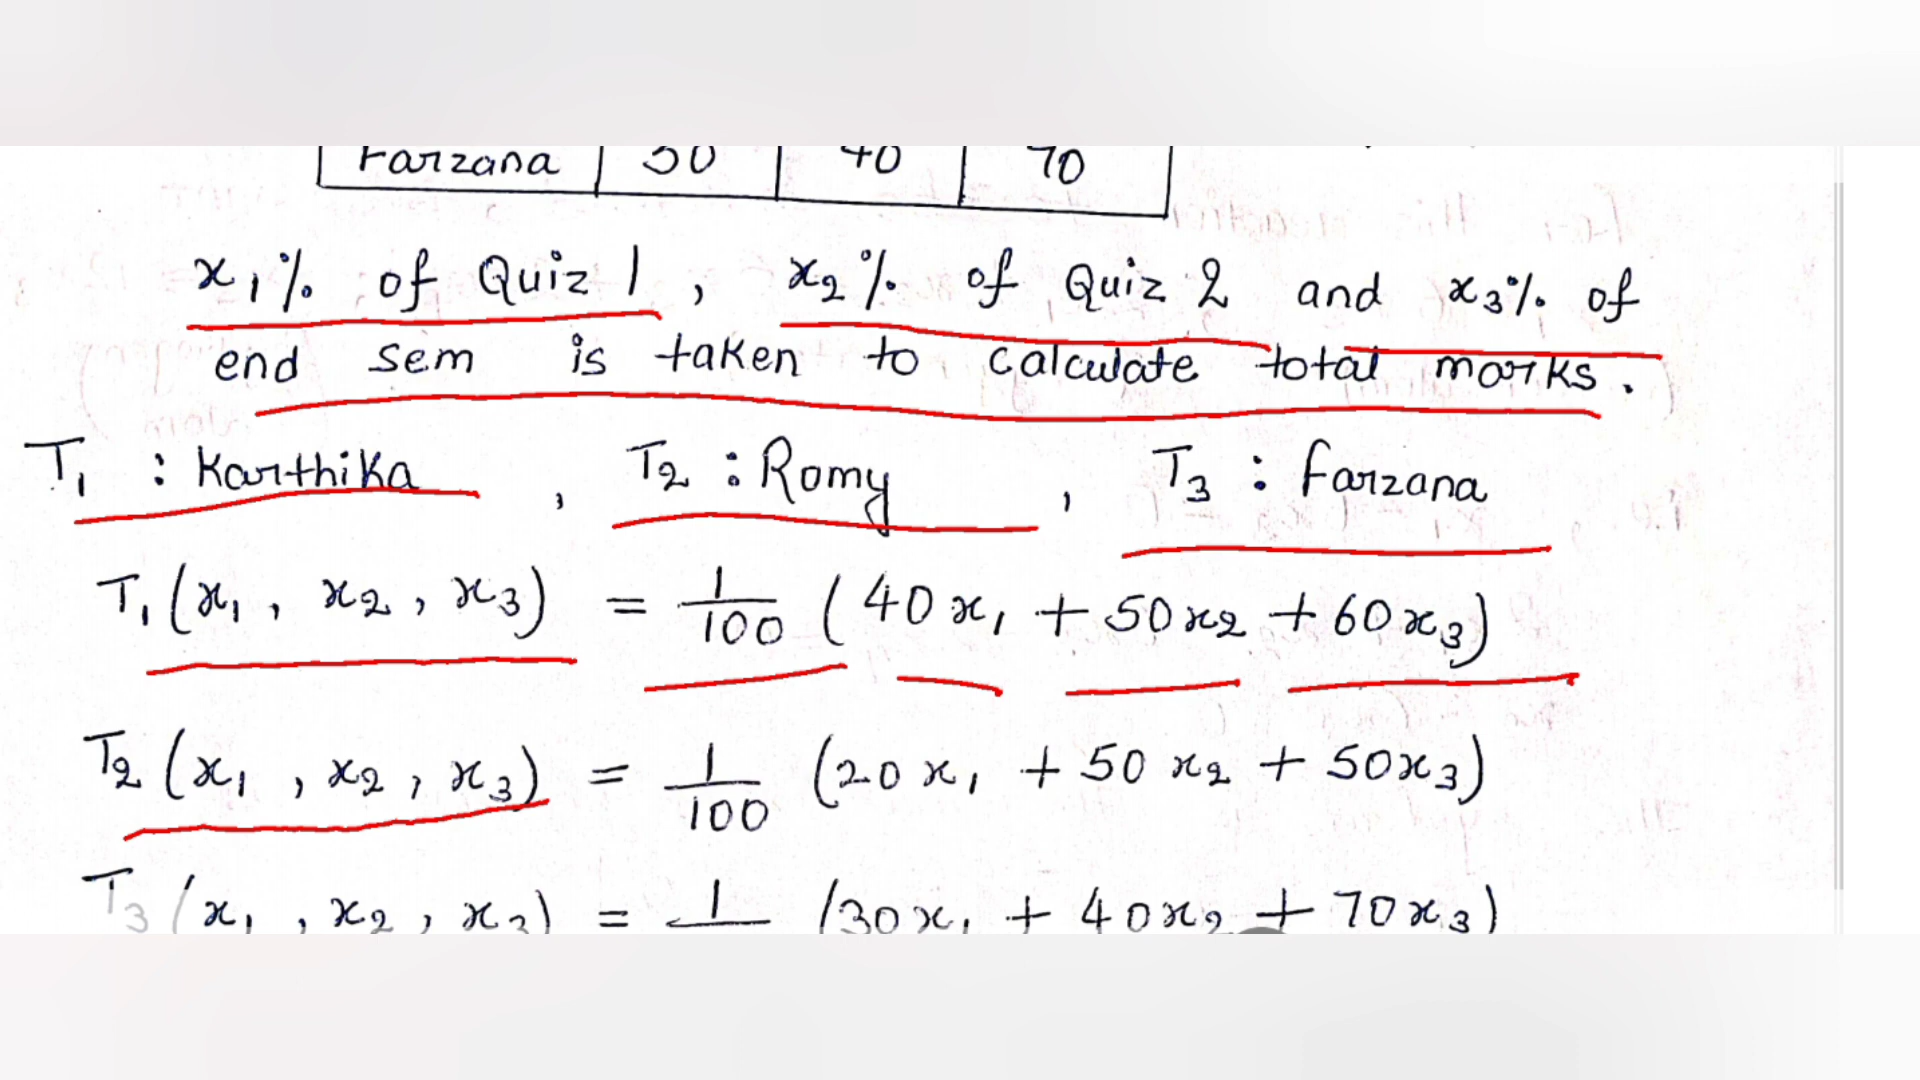 Farzana | 30 | 40 | 70
x₁% of Quiz 1 , x₂% of Quiz 2 and x₃% of
end sem is taken to calculate total marks.
T₁ : Karthika , T₂ : Romy , T₃ : Farzana
T₁(x₁, x₂, x₃) = 1/100 (40x₁ + 50x₂ + 60x₃)
T₂(x₁, x₂, x₃) = 1/100 (20x₁ + 50x₂ + 50x₃)
T₃(x₁, x₂, x₃) = 1 (30x₁ + 40x₂ + 70x₃)